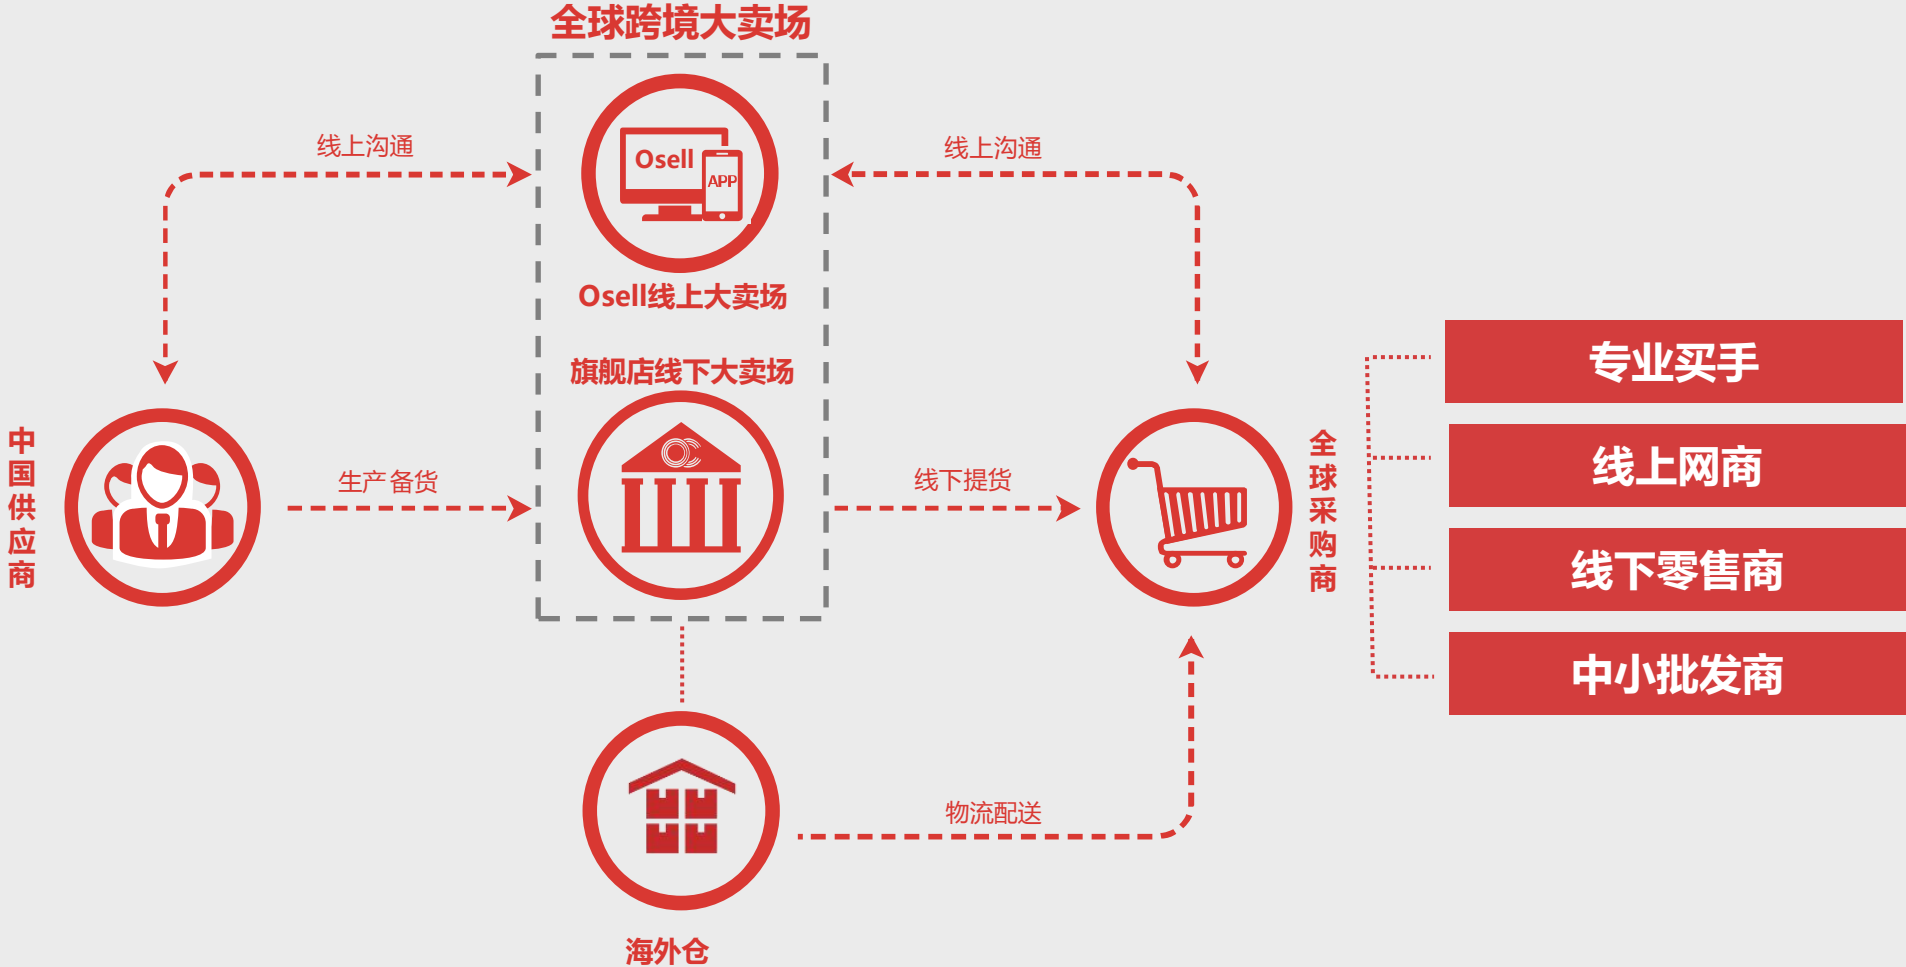 全球跨境大卖场
线上沟通
线上沟通
Osell
APP
Osell线上大卖场
旗舰店线下大卖场
中国供应商
生产备货
线下提货
全球采购商
专业买手
线上网商
线下零售商
中小批发商
物流配送
海外仓